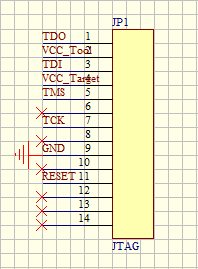 JP1
TDO 1
VCC_Tool 2
TDI 3
VCC_Target 4
TMS 5
6
TCK 7
8
GND 9
10
RESET 11
12
13
14
JTAG